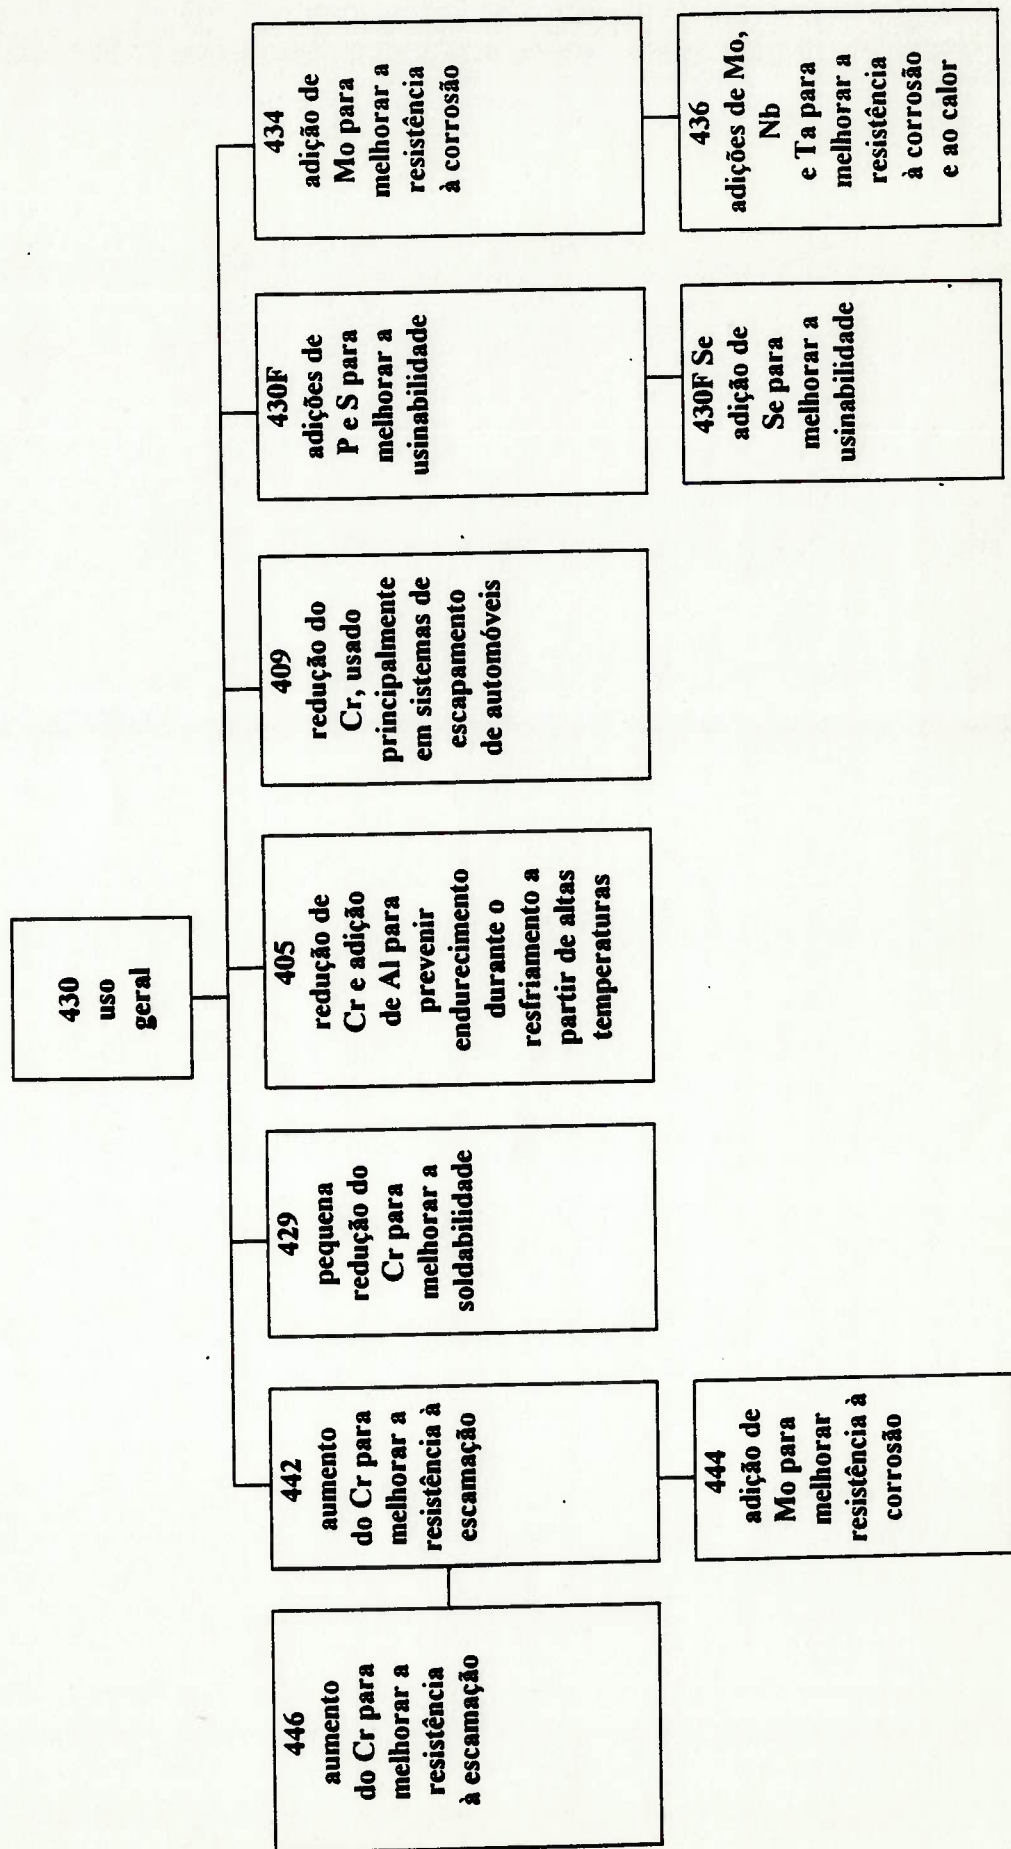 430
uso
geral
446
aumento
do Cr para
melhorar a
resistência
à escamação
442
aumento
do Cr para
melhorar a
resistência à
escamação
429
pequena
redução do
Cr para
melhorar a
soldabilidade
405
redução de
Cr e adição
de Al para
prevenir
endurecimento
durante o
resfriamento a
partir de altas
temperaturas
409
redução do
Cr, usado
principalmente
em sistemas de
escapamento
de automóveis
430F
adições de
P e S para
melhorar a
usinabilidade
434
adição de
Mo para
melhorar a
resistência
à corrosão
444
adição de
Mo para
melhorar
resistência à
corrosão
430F Se
adição de
Se para
melhorar a
usinabilidade
436
adições de Mo,
Nb
e Ta para
melhorar a
resistência
à corrosão
e ao calor